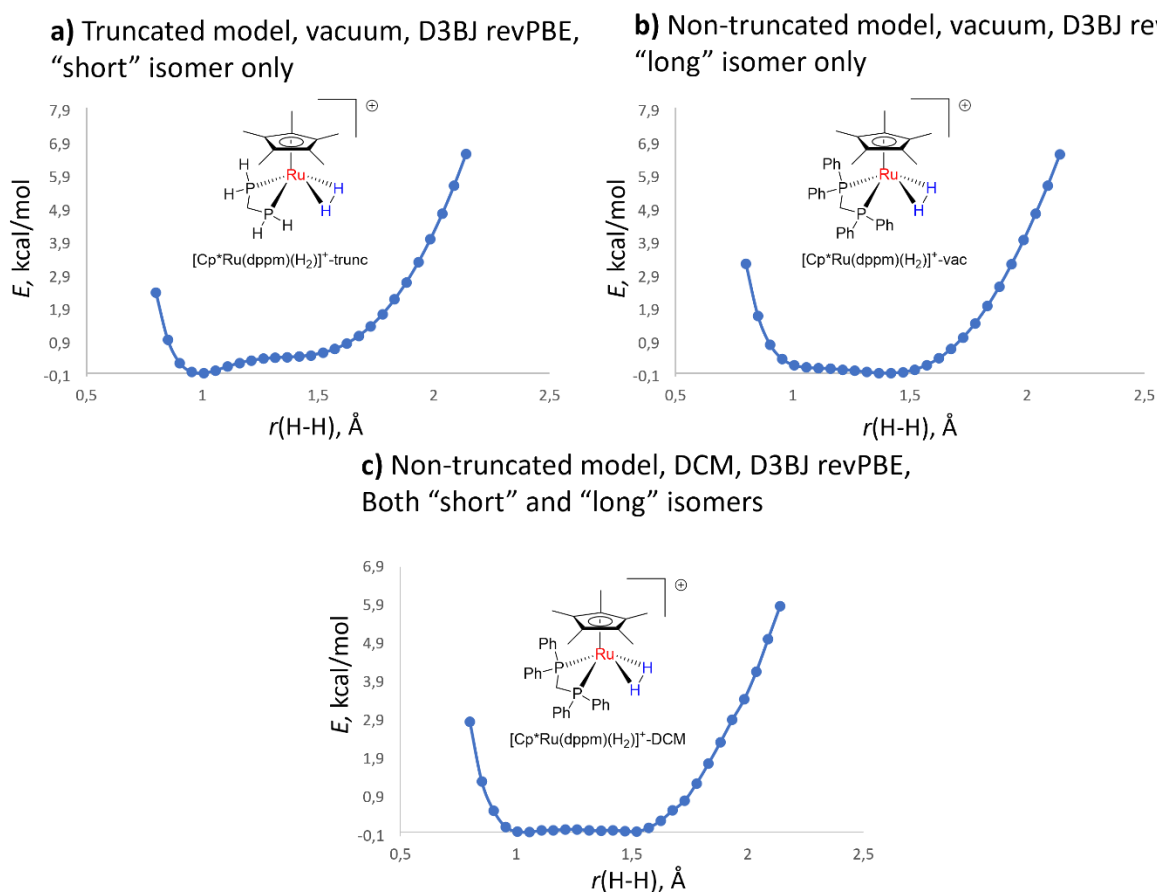 a) Truncated model, vacuum, D3BJ revPBE,
"short" isomer only
7,9
6,9
5,9
4,9
3,9
2,9
1,9
0,9
-0,1
E, kcal/mol
0,5
1
1,5
2
2,5
r(H-H), Å
⊕
H
H
P
P
H
H
Ru
H
H
[Cp*Ru(dppm)(H₂)]⁺-trunc
b) Non-truncated model, vacuum, D3BJ rev
"long" isomer only
7,9
6,9
5,9
4,9
3,9
2,9
1,9
0,9
-0,1
E, kcal/mol
0,5
1
1,5
2
2,5
r(H-H), Å
⊕
Ph
Ph
P
P
Ph
Ph
Ru
H
H
[Cp*Ru(dppm)(H₂)]⁺-vac
c) Non-truncated model, DCM, D3BJ revPBE,
Both "short" and "long" isomers
6,9
5,9
4,9
3,9
2,9
1,9
0,9
-0,1
E, kcal/mol
0,5
1
1,5
2
2,5
r(H-H), Å
⊕
Ph
Ph
P
P
Ph
Ph
Ru
H
H
[Cp*Ru(dppm)(H₂)]⁺-DCM